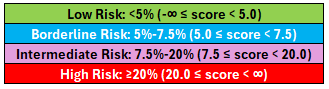 Low Risk: <5% (-∞ ≤ score < 5.0)
Borderline Risk: 5%-7.5% (5.0 ≤ score < 7.5)
Intermediate Risk: 7.5%-20% (7.5 ≤ score < 20.0)
High Risk: ≥20% (20.0 ≤ score < ∞)